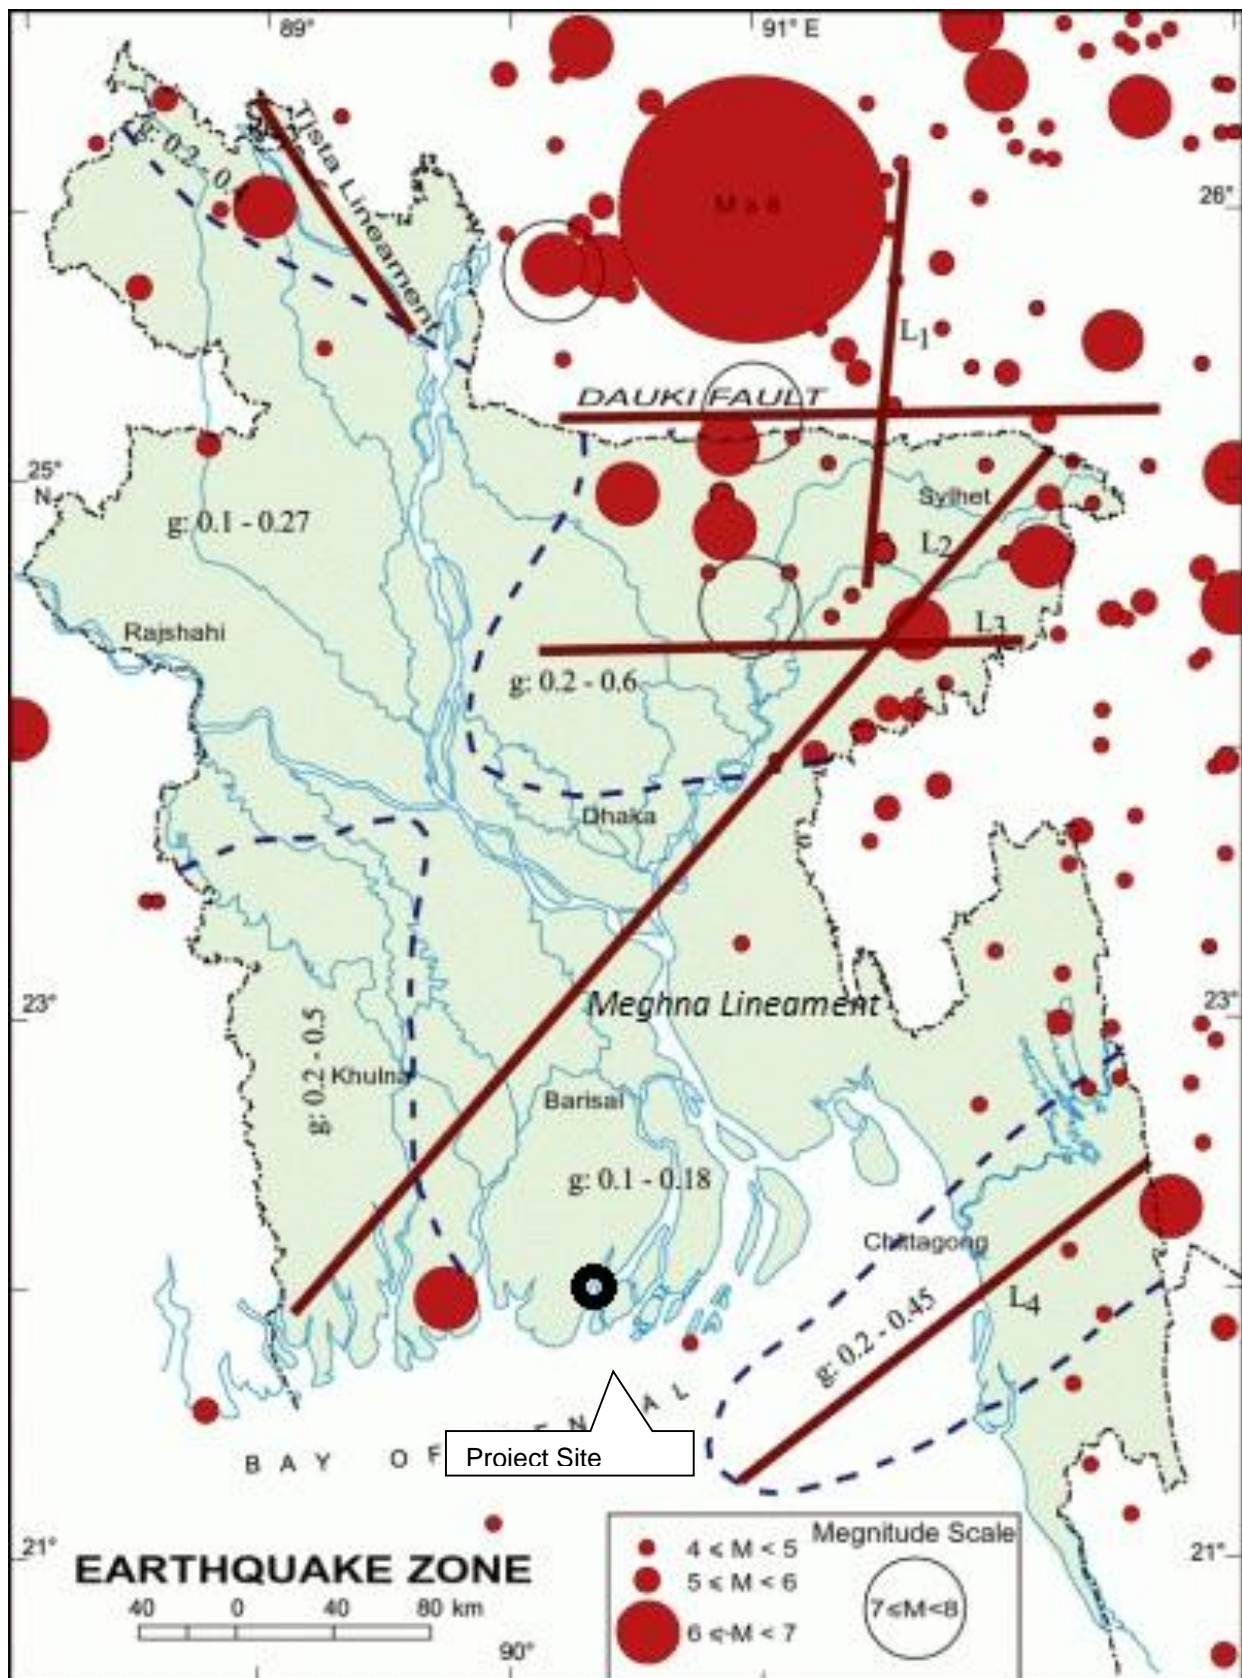 89°
91° E
Tista Lineament
g: 0.2 - 0.
M ≥ 8
26°
L1
DAUKI FAULT
25°
N
Sylhet
g: 0.1 - 0.27
L2
Rajshahi
L3
g: 0.2 - 0.6
Dhaka
23°
Meghna Lineament
23°
g: 0.2 - 0.5
Khulna
Barisal
g: 0.1 - 0.18
Chittagong
L4
g: 0.2 - 0.45
BAY OF EN AL
Project Site
Megnitude Scale
4 ≤ M < 5
5 ≤ M < 6
7≤M<8
6 ≤ M < 7
21°
21°
EARTHQUAKE ZONE
40 0 40 80 km
90°